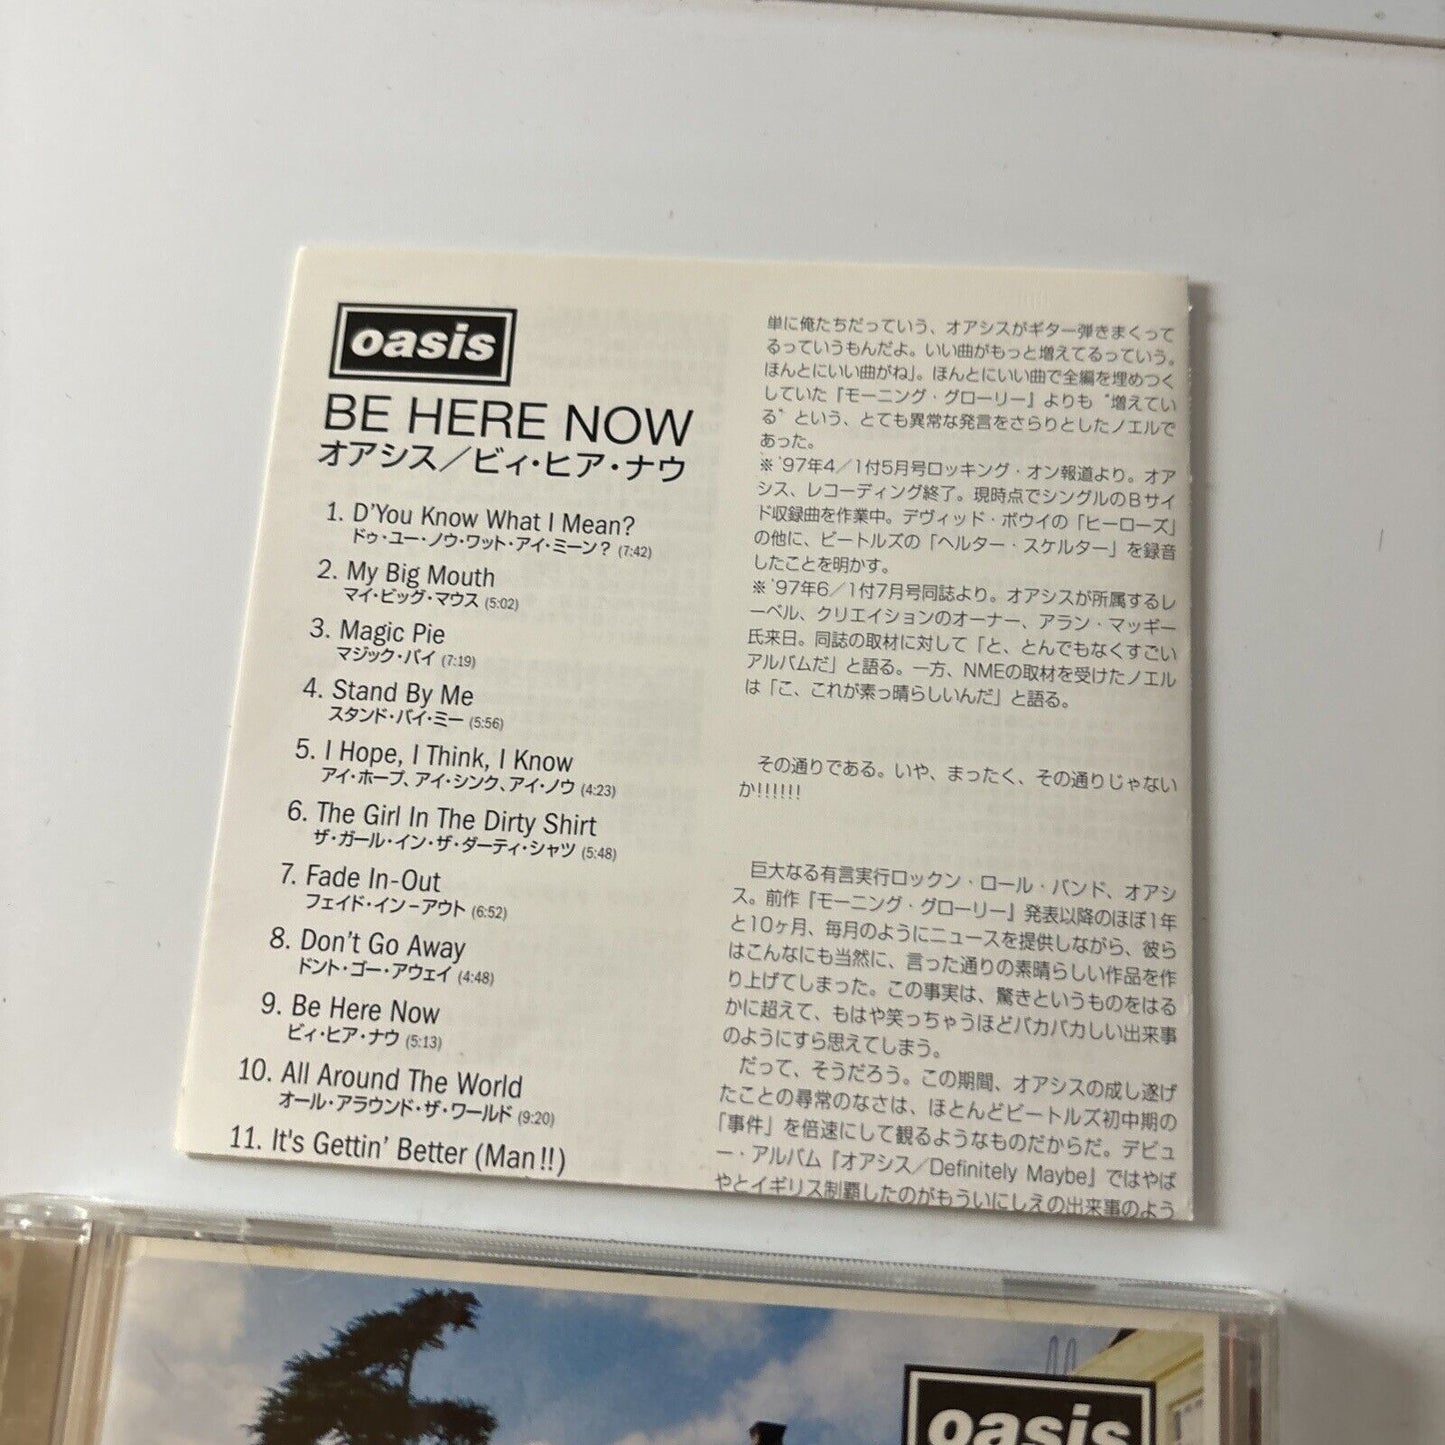 oasis
BE HERE NOW
オアシス／ビィ・ヒア・ナウ
1. D'You Know What I Mean?
ドゥ・ユー・ノウ・ワット・アイ・ミーン？ (7:42)
2. My Big Mouth
マイ・ビッグ・マウス (5:02)
3. Magic Pie
マジック・パイ (7:19)
4. Stand By Me
スタンド・バイ・ミー (5:56)
5. I Hope, I Think, I Know
アイ・ホープ、アイ・シンク、アイ・ノウ (4:23)
6. The Girl In The Dirty Shirt
ザ・ガール・イン・ザ・ダーティ・シャツ (5:48)
7. Fade In-Out
フェイド・イン－アウト (6:52)
8. Don't Go Away
ドント・ゴー・アウェイ (4:48)
9. Be Here Now
ビィ・ヒア・ナウ (5:13)
10. All Around The World
オール・アラウンド・ザ・ワールド (9:20)
11. It's Gettin' Better (Man!!)
単に俺たちだっていう、オアシスがギター弾きまくって
るっていうもんだよ。いい曲がもっと増えてるっていう。
ほんとにいい曲がね」。ほんとにいい曲で全編を埋めつく
していた『モーニング・グローリー』よりも〝増えてい
る〟という、とても異常な発言をさらりとしたノエルで
あった。
※'97年4／1付5月号ロッキング・オン報道より。オア
シス、レコーディング終了。現時点でシングルのBサイ
ド収録曲を作業中。デヴィッド・ボウイの「ヒーローズ」
の他に、ビートルズの「ヘルター・スケルター」を録音
したことを明かす。
※'97年6／1付7月号同誌より。オアシスが所属するレ
ーベル、クリエイションのオーナー、アラン・マッギー
氏来日。同誌の取材に対して「と、とんでもなくすごい
アルバムだ」と語る。一方、NMEの取材を受けたノエル
は「こ、これが素っ晴らしいんだ」と語る。
その通りである。いや、まったく、その通りじゃない
か!!!!!!
巨大なる有言実行ロックン・ロール・バンド、オアシ
ス。前作『モーニング・グローリー』発表以降のほぼ1年
と10ヶ月、毎月のようにニュースを提供しながら、彼ら
はこんなにも当然に、言った通りの素晴らしい作品を作
り上げてしまった。この事実は、驚きというものをはる
かに超えて、もはや笑っちゃうほどバカバカしい出来事
のようにすら思えてしまう。
だって、そうだろう。この期間、オアシスの成し遂げ
たことの尋常のなさは、ほとんどビートルズ初中期の
「事件」を倍速にして観るようなものだからだ。デビュ
ー・アルバム『オアシス／Definitely Maybe』ではやば
やとイギリス制覇したのがもういにしえの出来事のよう
oasis